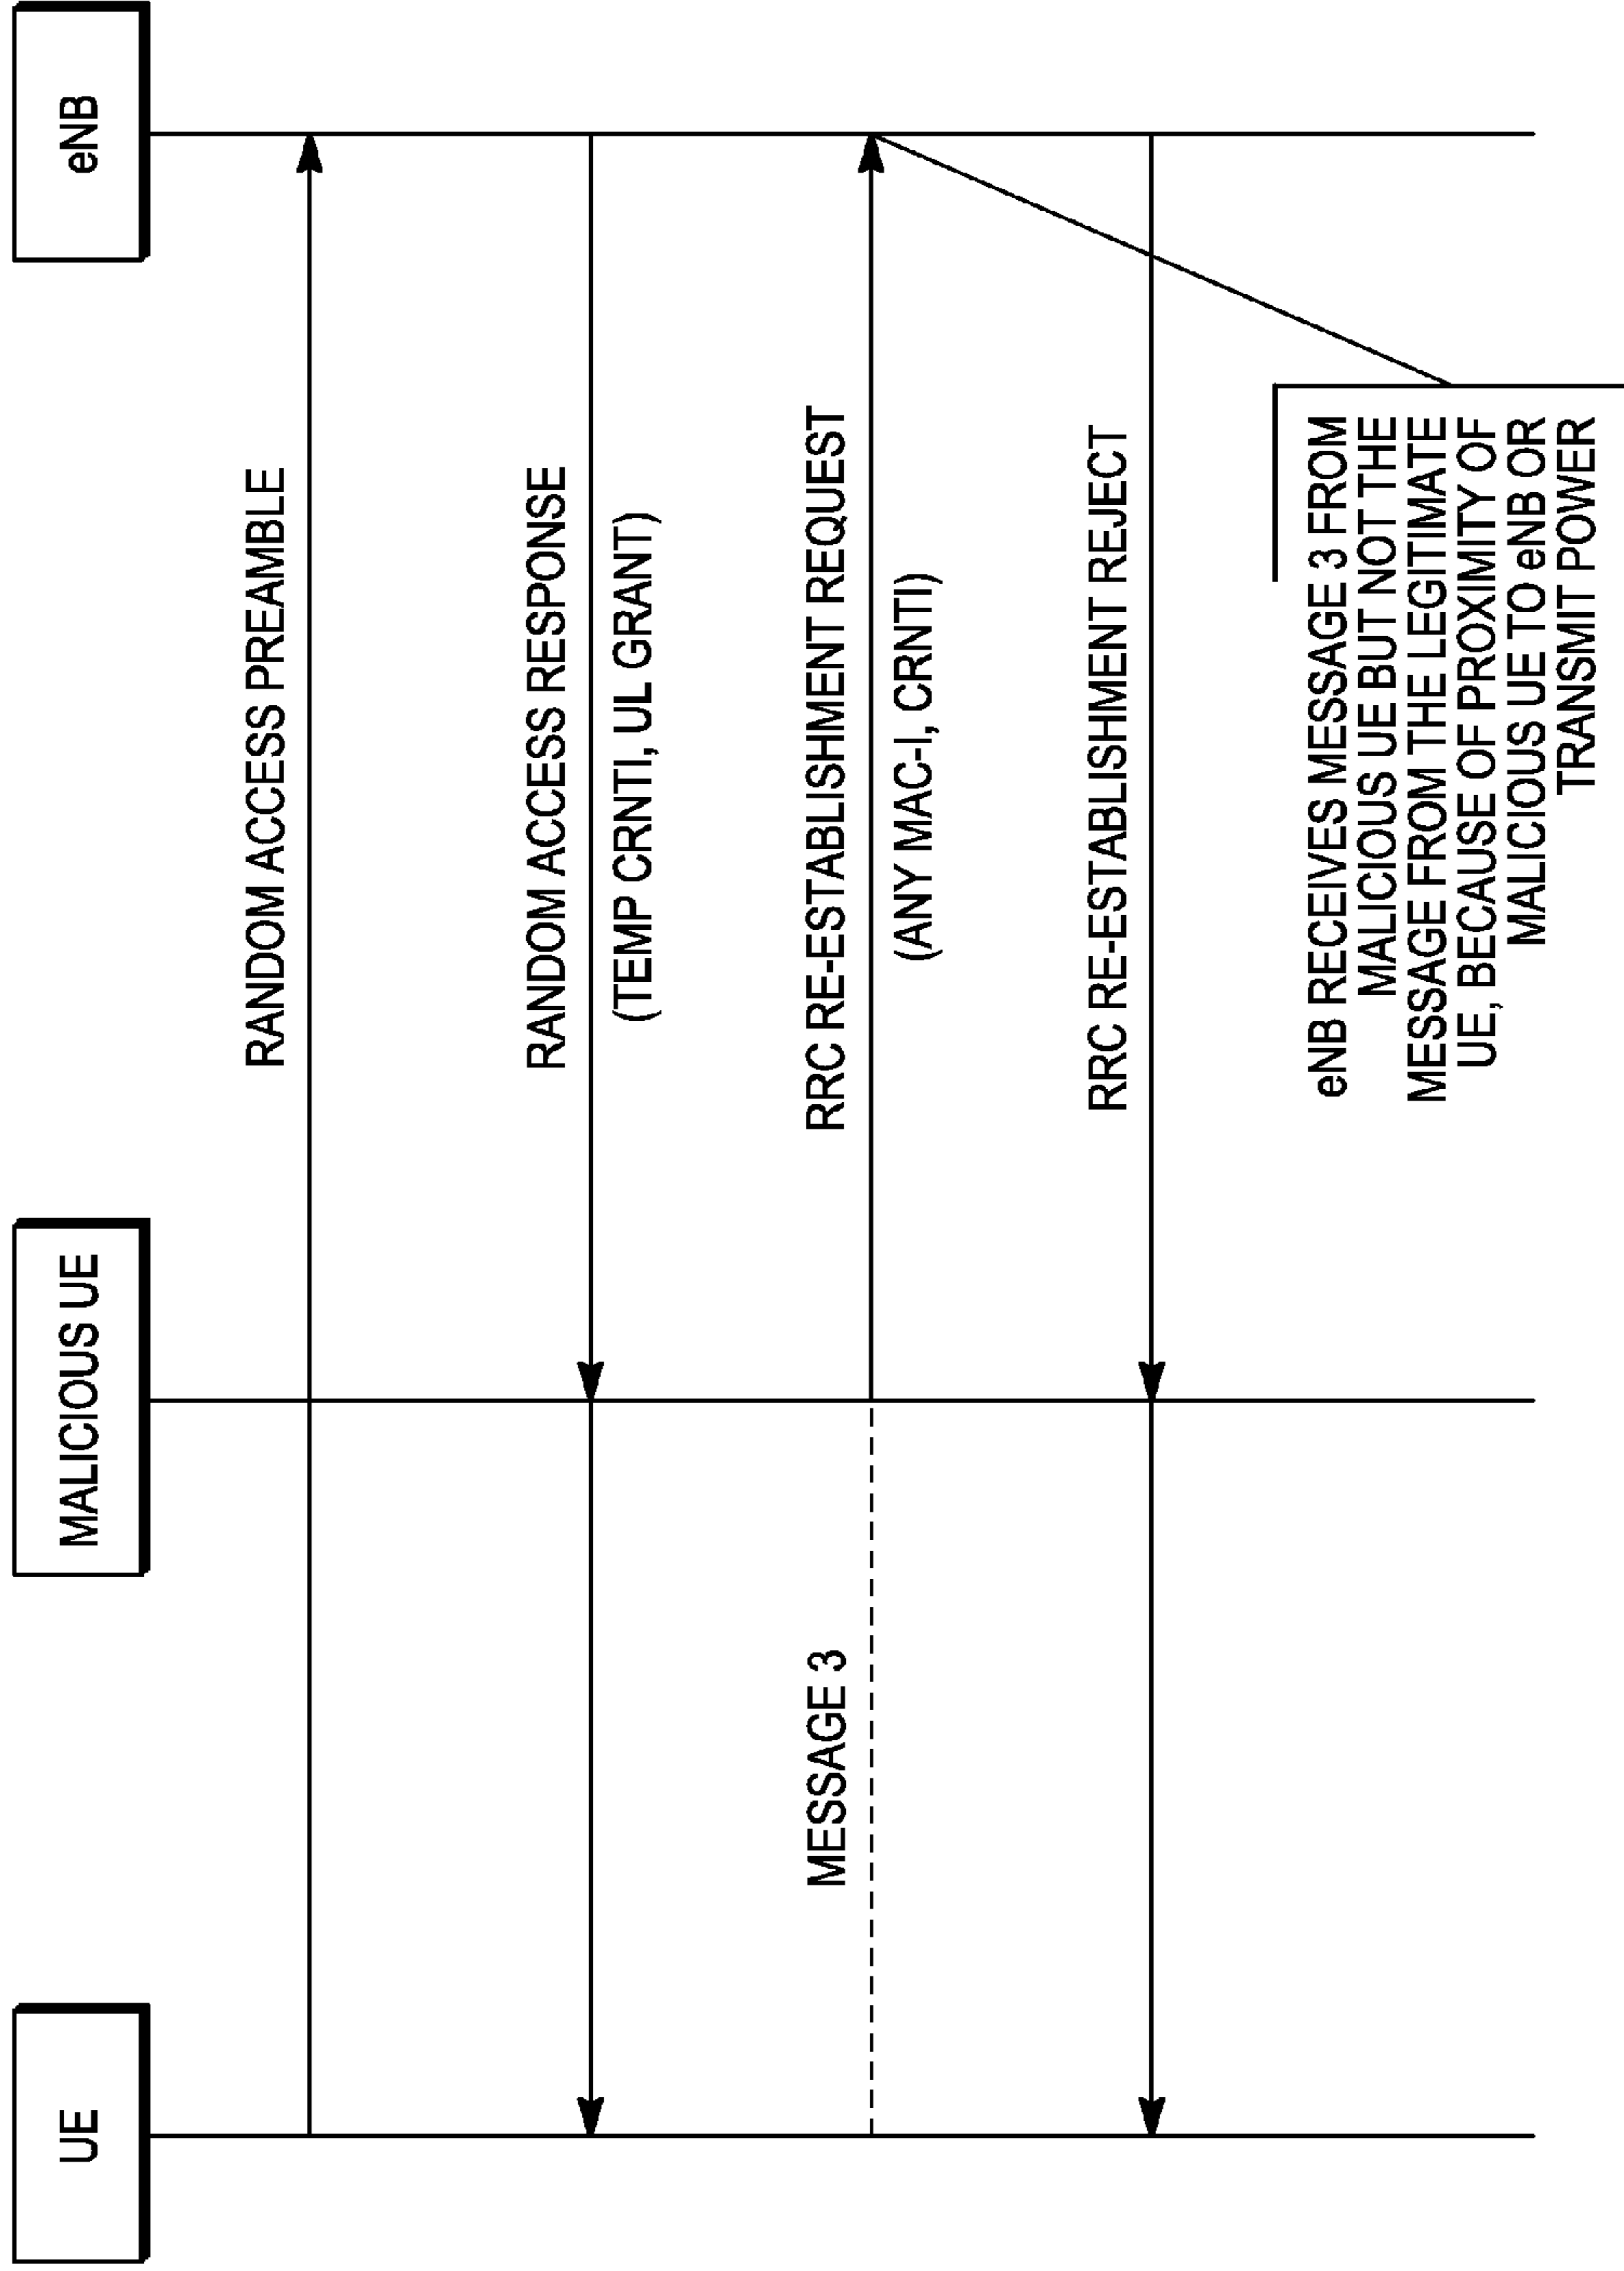 UE
MALICIOUS UE
eNB
RANDOM ACCESS PREAMBLE
RANDOM ACCESS RESPONSE
(TEMP CRNTI, UL GRANT)
MESSAGE 3
RRC RE-ESTABLISHMENT REQUEST
(ANY MAC-I, CRNTI)
RRC RE-ESTABLISHMENT REJECT
eNB RECEIVES MESSAGE 3 FROM
MALICIOUS UE BUT NOT THE
MESSAGE FROM THE LEGITIMATE
UE, BECAUSE OF PROXIMITY OF
MALICIOUS UE TO eNB OR
TRANSMIT POWER